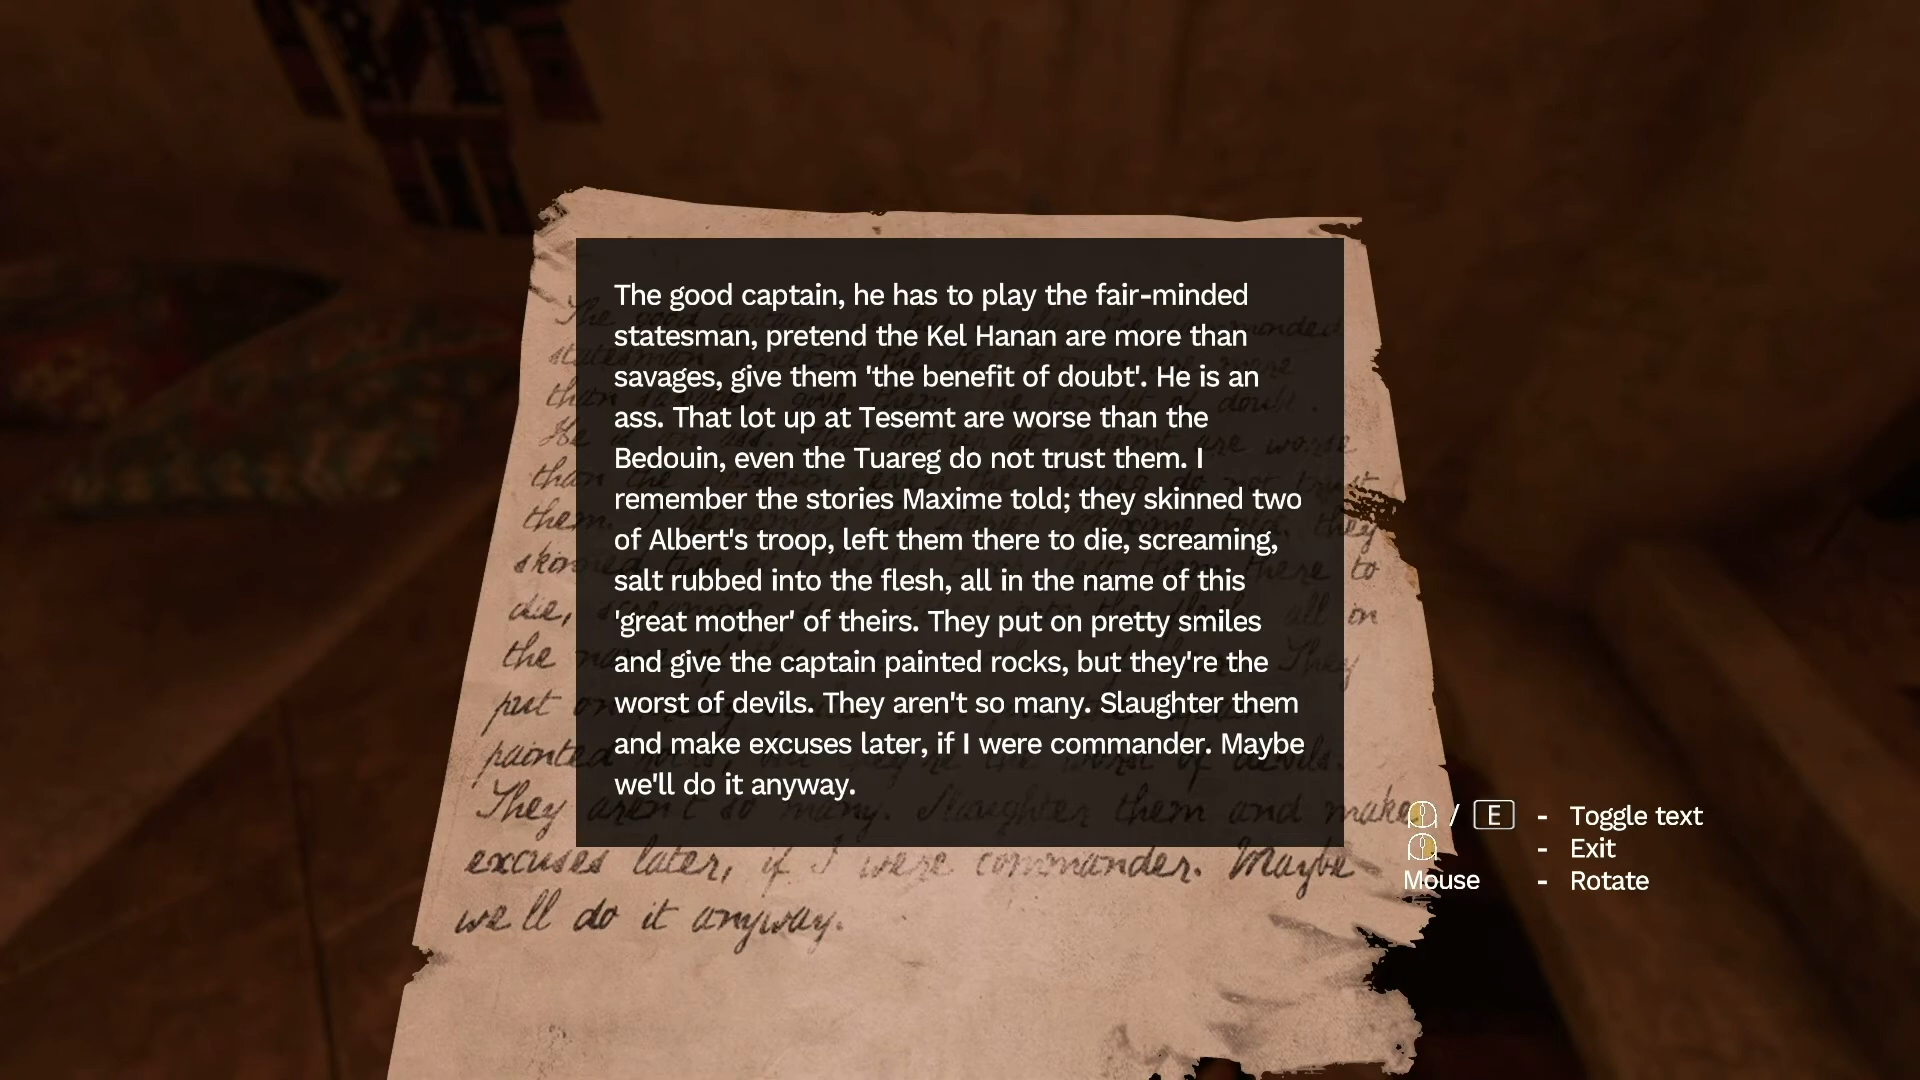 The good captain, he has to play the fair-minded
statesman, pretend the Kel Hanan are more than
savages, give them 'the benefit of doubt'. He is an
ass. That lot up at Tesemt are worse than the
Bedouin, even the Tuareg do not trust them. I
remember the stories Maxime told; they skinned two
of Albert's troop, left them there to die, screaming,
salt rubbed into the flesh, all in the name of this
'great mother' of theirs. They put on pretty smiles
and give the captain painted rocks, but they're the
worst of devils. They aren't so many. Slaughter them
and make excuses later, if I were commander. Maybe
we'll do it anyway.
They aren't so many. Slaughter them and make
excuses later, if I were commander. Maybe
we'll do it anyway.
/ E - Toggle text
- Exit
Mouse - Rotate